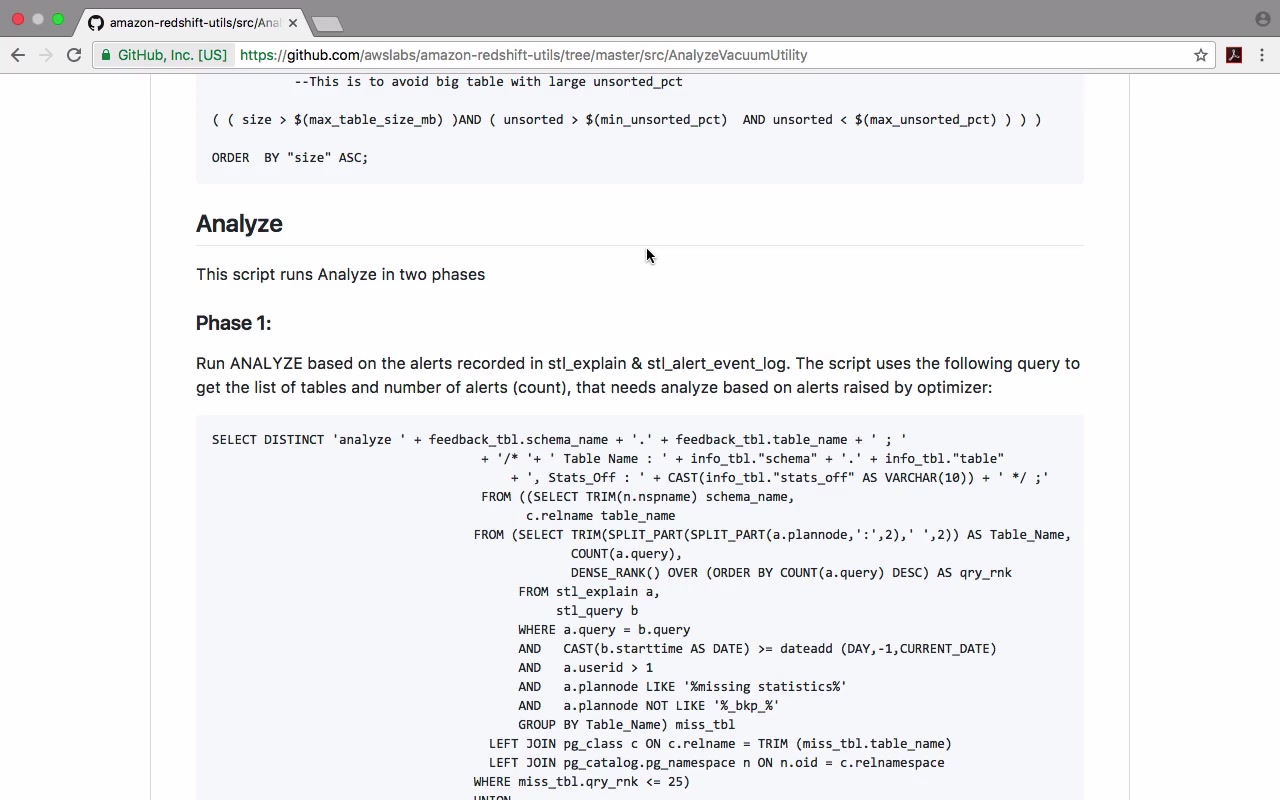 amazon-redshift-utils/src/Anal
GitHub, Inc. [US] https://github.com/awslabs/amazon-redshift-utils/tree/master/src/AnalyzeVacuumUtility
--This is to avoid big table with large unsorted_pct
( ( size > $(max_table_size_mb) )AND ( unsorted > $(min_unsorted_pct)  AND unsorted < $(max_unsorted_pct) ) ) )
ORDER  BY "size" ASC;
Analyze
This script runs Analyze in two phases
Phase 1:
Run ANALYZE based on the alerts recorded in stl_explain & stl_alert_event_log. The script uses the following query to
get the list of tables and number of alerts (count), that needs analyze based on alerts raised by optimizer:
SELECT DISTINCT 'analyze ' + feedback_tbl.schema_name + '.' + feedback_tbl.table_name + ' ; '
+ '/* '+ ' Table Name : ' + info_tbl."schema" + '.' + info_tbl."table"
+ ', Stats_Off : ' + CAST(info_tbl."stats_off" AS VARCHAR(10)) + ' */ ;'
FROM ((SELECT TRIM(n.nspname) schema_name,
c.relname table_name
FROM (SELECT TRIM(SPLIT_PART(SPLIT_PART(a.plannode,':',2),' ',2)) AS Table_Name,
COUNT(a.query),
DENSE_RANK() OVER (ORDER BY COUNT(a.query) DESC) AS qry_rnk
FROM stl_explain a,
stl_query b
WHERE a.query = b.query
AND   CAST(b.starttime AS DATE) >= dateadd (DAY,-1,CURRENT_DATE)
AND   a.userid > 1
AND   a.plannode LIKE '%missing statistics%'
AND   a.plannode NOT LIKE '%_bkp_%'
GROUP BY Table_Name) miss_tbl
LEFT JOIN pg_class c ON c.relname = TRIM (miss_tbl.table_name)
LEFT JOIN pg_catalog.pg_namespace n ON n.oid = c.relnamespace
WHERE miss_tbl.qry_rnk <= 25)
UNION